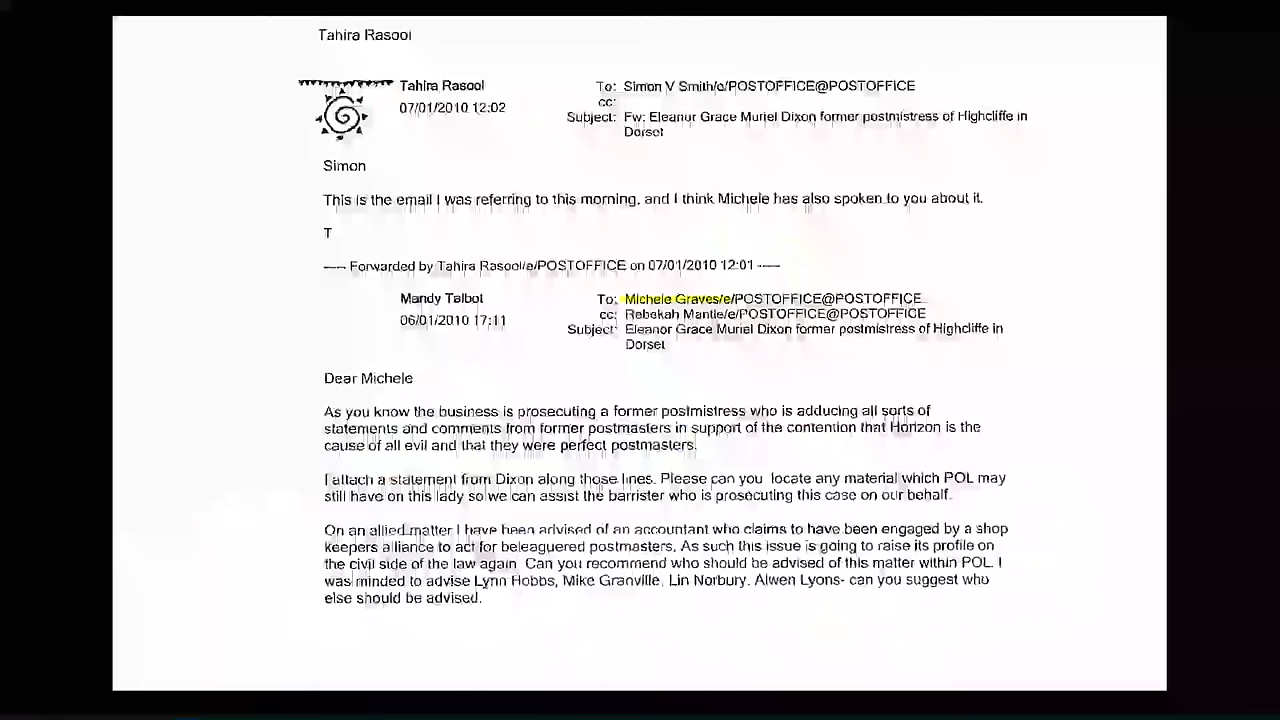 Tahira Rasool
Tahira Rasool
07/01/2010 12:02
To: Simon V Smith/e/POSTOFFICE@POSTOFFICE
cc:
Subject: Fw: Eleanor Grace Muriel Dixon former postmistress of Highcliffe in
Dorset
Simon
This is the email I was referring to this morning, and I think Michele has also spoken to you about it.
T
----- Forwarded by Tahira Rasool/e/POSTOFFICE on 07/01/2010 12:01 -----
Mandy Talbot
06/01/2010 17:11
To: Michele Graves/e/POSTOFFICE@POSTOFFICE
cc: Rebekah Mantle/e/POSTOFFICE@POSTOFFICE
Subject: Eleanor Grace Muriel Dixon former postmistress of Highcliffe in
Dorset
Dear Michele
As you know the business is prosecuting a former postmistress who is adducing all sorts of
statements and comments from former postmasters in support of the contention that Horizon is the
cause of all evil and that they were perfect postmasters.
I attach a statement from Dixon along those lines. Please can you locate any material which POL may
still have on this lady so we can assist the barrister who is prosecuting this case on our behalf.
On an allied matter I have been advised of an accountant who claims to have been engaged by a shop
keepers alliance to act for beleaguered postmasters. As such this issue is going to raise its profile on
the civil side of the law again. Can you recommend who should be advised of this matter within POL. I
was minded to advise Lynn Hobbs, Mike Granville, Lin Norbury, Alwen Lyons- can you suggest who
else should be advised.